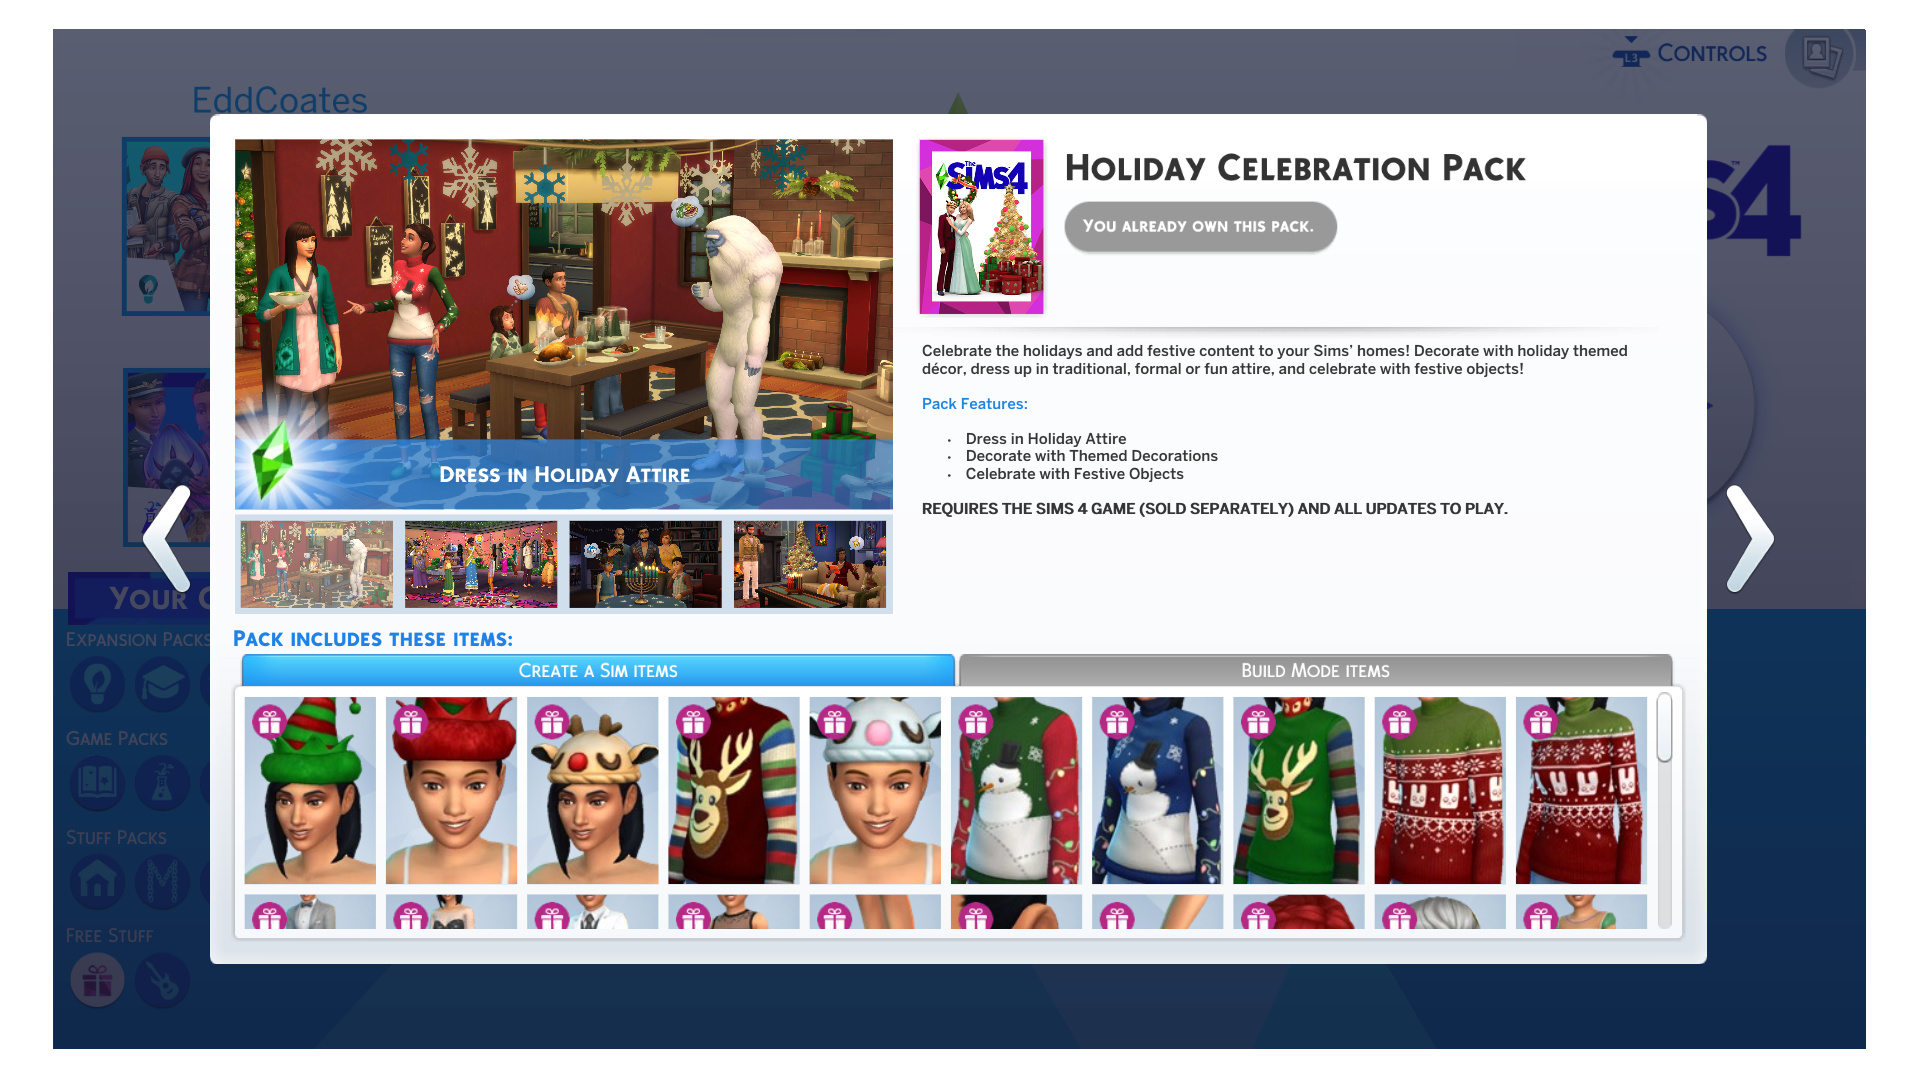 CONTROLS
L3
EddCoates
The
SIMS4
HOLIDAY CELEBRATION PACK
YOU ALREADY OWN THIS PACK.
S4
Celebrate the holidays and add festive content to your Sims' homes! Decorate with holiday themed
décor, dress up in traditional, formal or fun attire, and celebrate with festive objects!
Pack Features:
· Dress in Holiday Attire
· Decorate with Themed Decorations
· Celebrate with Festive Objects
REQUIRES THE SIMS 4 GAME (SOLD SEPARATELY) AND ALL UPDATES TO PLAY.
DRESS IN HOLIDAY ATTIRE
YOUR
EXPANSION PACKS
GAME PACKS
STUFF PACKS
FREE STUFF
PACK INCLUDES THESE ITEMS:
CREATE A SIM ITEMS
BUILD MODE ITEMS